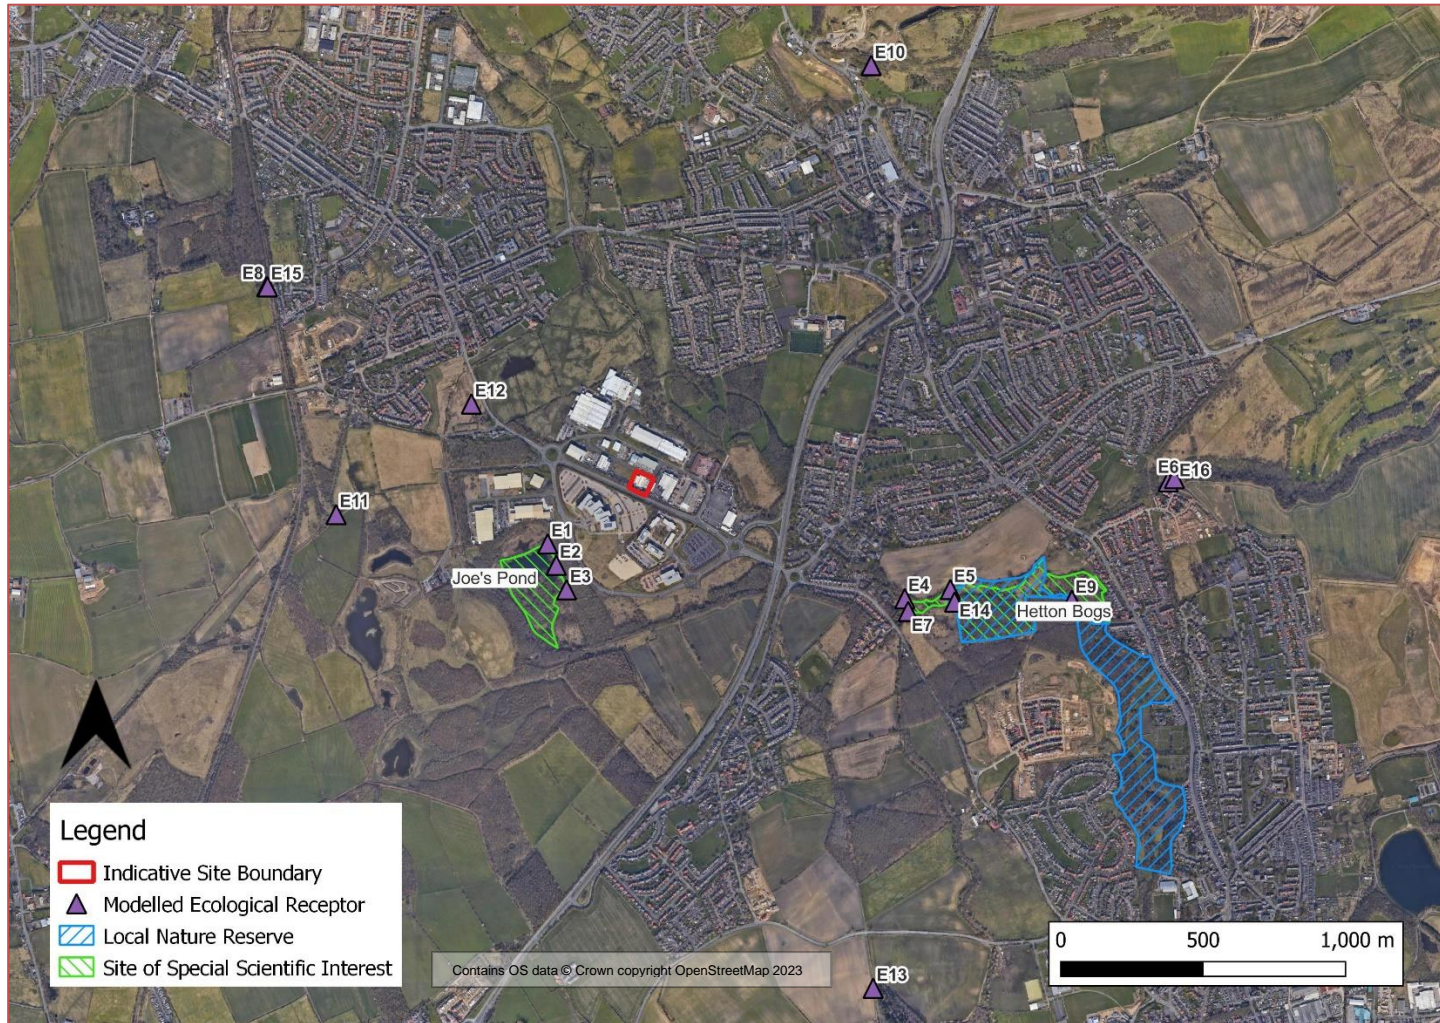 E10
E8 E15
E12
E6 E16
E11
E1
E2
Joe's Pond
E3
E4
E5
E14
E9
E7
Hetton Bogs
Legend
Indicative Site Boundary
Modelled Ecological Receptor
Local Nature Reserve
Site of Special Scientific Interest
Contains OS data © Crown copyright OpenStreetMap 2023
0 500 1,000 m
E13